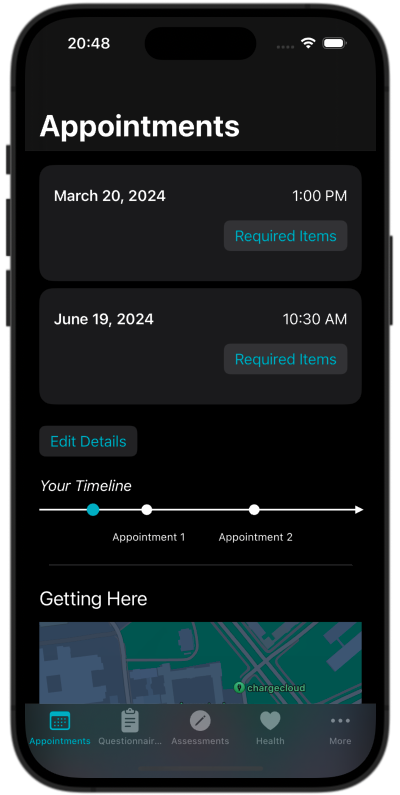 20:48
Appointments
March 20, 2024 1:00 PM
Required Items
June 19, 2024 10:30 AM
Required Items
Edit Details
Your Timeline
Appointment 1 Appointment 2
Getting Here
chargecloud
Appointments Questionnair... Assessments Health More